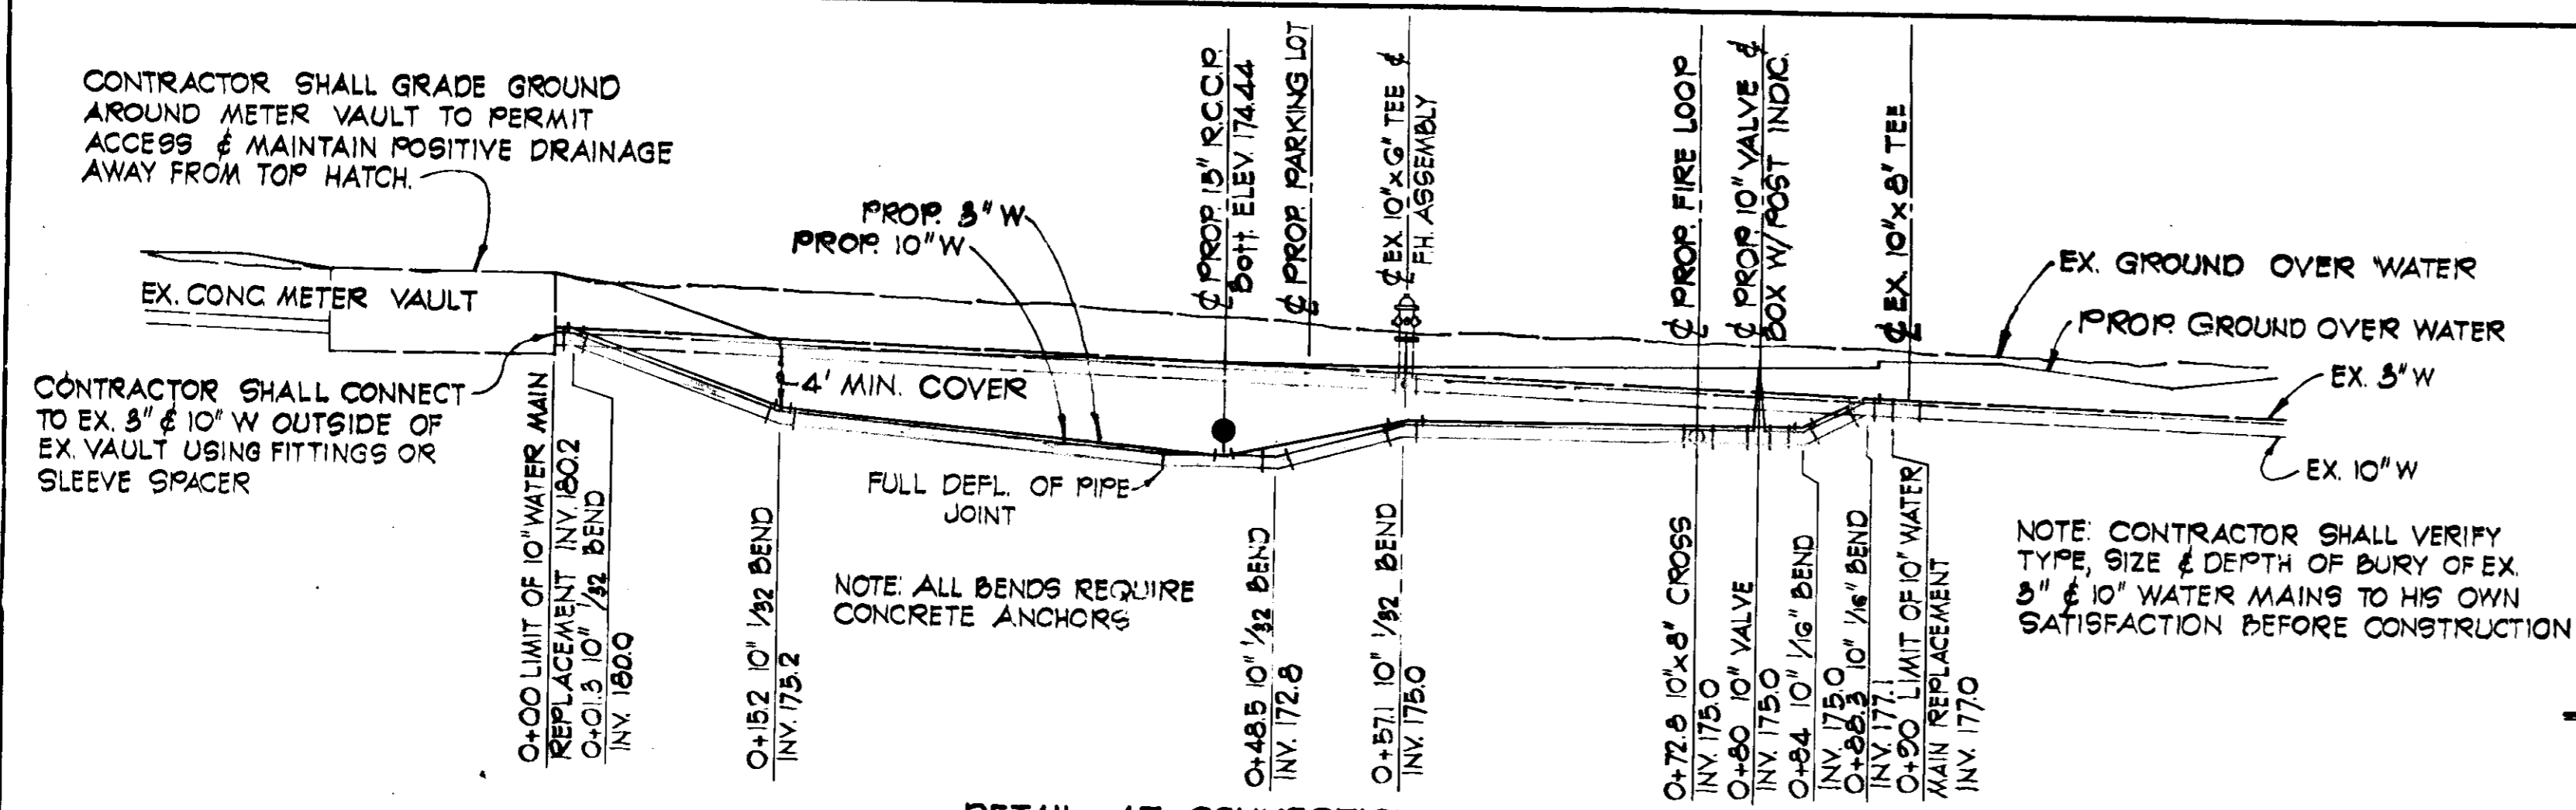 CONTRACTOR SHALL GRADE GROUND
AROUND METER VAULT TO PERMIT
ACCESS & MAINTAIN POSITIVE DRAINAGE
AWAY FROM TOP HATCH.
PROP. 3" W
PROP. 10" W
℄ PROP. 15" R.C.C.P.
BOTT. ELEV. 174.44
℄ PROP. PARKING LOT
℄ EX. 10"x6" TEE &
F.H. ASSEMBLY
℄ PROP. FIRE LOOP
℄ PROP. 10" VALVE &
BOX W/POST INDIC.
℄ EX. 10"x8" TEE
EX. GROUND OVER WATER
PROP. GROUND OVER WATER
EX. 3" W
EX. 10" W
EX. CONC METER VAULT
4' MIN. COVER
CONTRACTOR SHALL CONNECT
TO EX. 3" & 10" W OUTSIDE OF
EX. VAULT USING FITTINGS OR
SLEEVE SPACER
FULL DEFL. OF PIPE
JOINT
NOTE: ALL BENDS REQUIRE
CONCRETE ANCHORS
NOTE: CONTRACTOR SHALL VERIFY
TYPE, SIZE & DEPTH OF BURY OF EX.
3" & 10" WATER MAINS TO HIS OWN
SATISFACTION BEFORE CONSTRUCTION
0+00 LIMIT OF 10" WATER MAIN
REPLACEMENT INV. 180.2
0+01.3 10" 1/32 BEND
INV. 180.0
0+15.2 10" 1/32 BEND
INV. 175.2
0+48.5 10" 1/32 BEND
INV. 172.8
0+57.1 10" 1/32 BEND
INV. 175.0
0+72.8 10"x8" CROSS
INV. 175.0
0+80 10" VALVE
INV. 175.0
0+84 10" 1/16" BEND
INV. 175.0
0+88.3 10" 1/16" BEND
INV. 177.1
0+90 LIMIT OF 10" WATER
MAIN REPLACEMENT
INV. 177.0